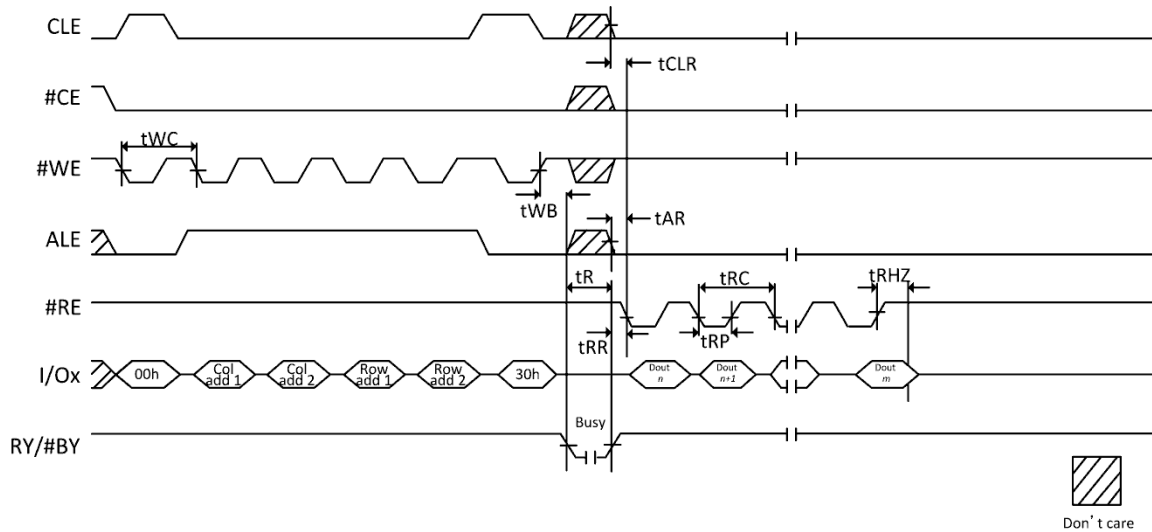 CLE
tCLR
#CE
tWC
#WE
tWB
tAR
ALE
tR
tRC
tRHZ
#RE
tRR
tRP
I/Ox
00h
Col
add 1
Col
add 2
Row
add 1
Row
add 2
30h
Dout
n
Dout
n+1
Dout
m
Busy
RY/#BY
Don't care